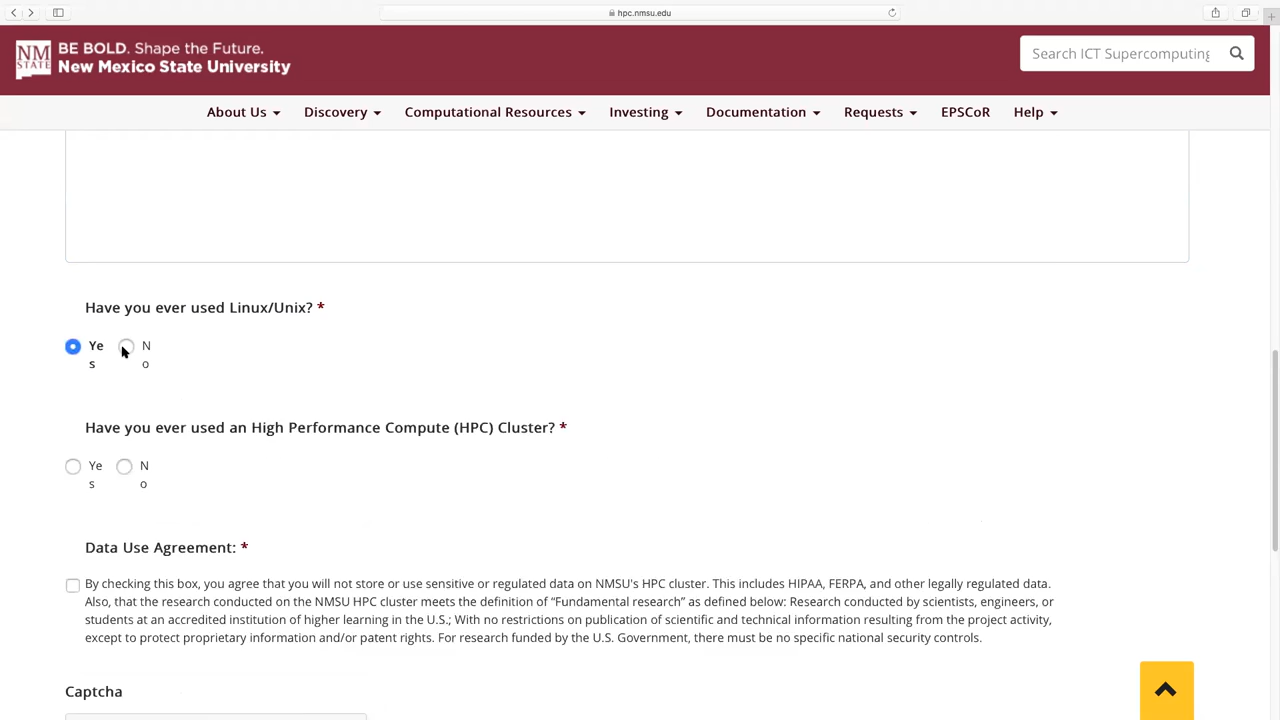 hpc.nmsu.edu
NM
STATE
BE BOLD. Shape the Future.
New Mexico State University
Search ICT Supercomputing
About Us
Discovery
Computational Resources
Investing
Documentation
Requests
EPSCoR
Help
Have you ever used Linux/Unix? *
Ye
s
N
o
Have you ever used an High Performance Compute (HPC) Cluster? *
Ye
s
N
o
Data Use Agreement: *
By checking this box, you agree that you will not store or use sensitive or regulated data on NMSU's HPC cluster. This includes HIPAA, FERPA, and other legally regulated data.
Also, that the research conducted on the NMSU HPC cluster meets the definition of “Fundamental research” as defined below: Research conducted by scientists, engineers, or
students at an accredited institution of higher learning in the U.S.; With no restrictions on publication of scientific and technical information resulting from the project activity,
except to protect proprietary information and/or patent rights. For research funded by the U.S. Government, there must be no specific national security controls.
Captcha